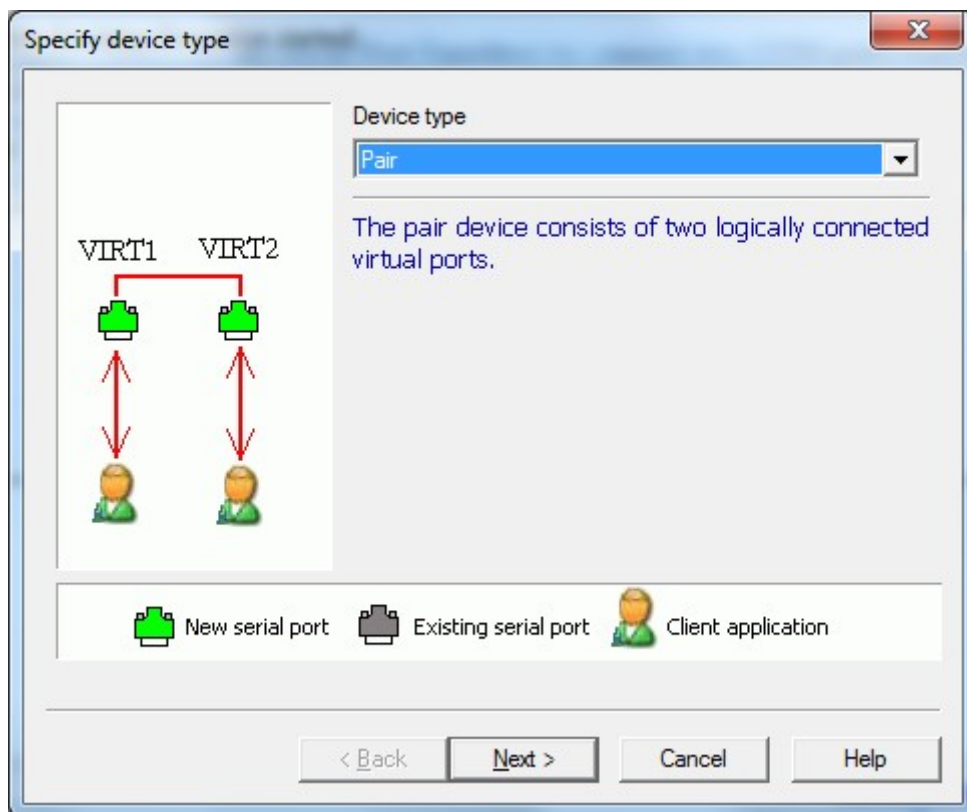 Specify device type
Device type
Pair
The pair device consists of two logically connected
virtual ports.
VIRT1 VIRT2
New serial port Existing serial port Client application
< Back Next > Cancel Help